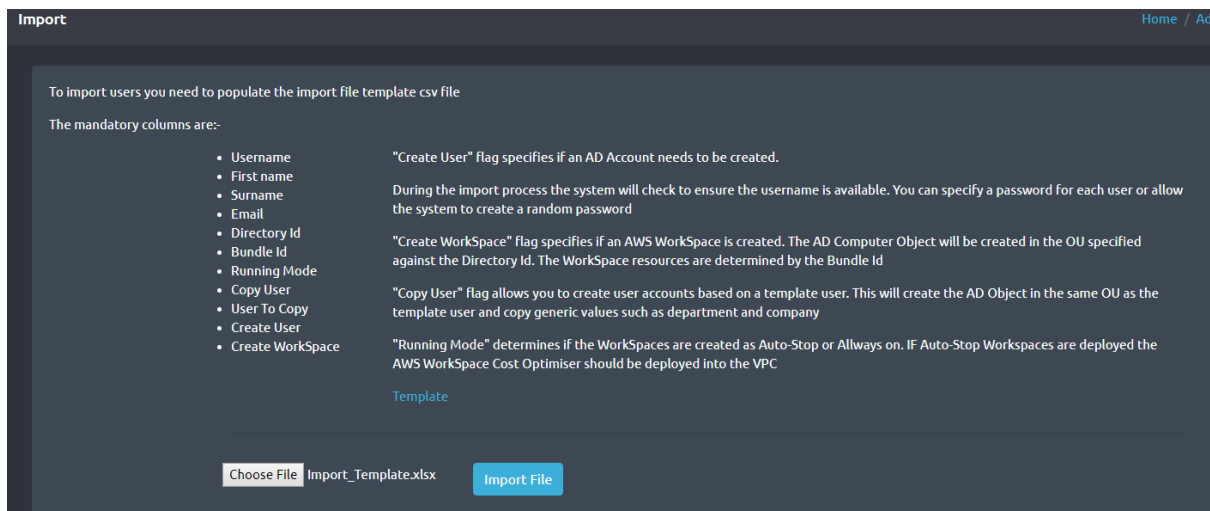 Import
Home / Ad
To import users you need to populate the import file template csv file
The mandatory columns are:-
• Username
• First name
• Surname
• Email
• Directory Id
• Bundle Id
• Running Mode
• Copy User
• User To Copy
• Create User
• Create WorkSpace
"Create User" flag specifies if an AD Account needs to be created.
During the import process the system will check to ensure the username is available. You can specify a password for each user or allow
the system to create a random password
"Create WorkSpace" flag specifies if an AWS WorkSpace is created. The AD Computer Object will be created in the OU specified
against the Directory Id. The WorkSpace resources are determined by the Bundle Id
"Copy User" flag allows you to create user accounts based on a template user. This will create the AD Object in the same OU as the
template user and copy generic values such as department and company
"Running Mode" determines if the WorkSpaces are created as Auto-Stop or Allways on. IF Auto-Stop Workspaces are deployed the
AWS WorkSpace Cost Optimiser should be deployed into the VPC
Template
Choose File Import_Template.xlsx
Import File